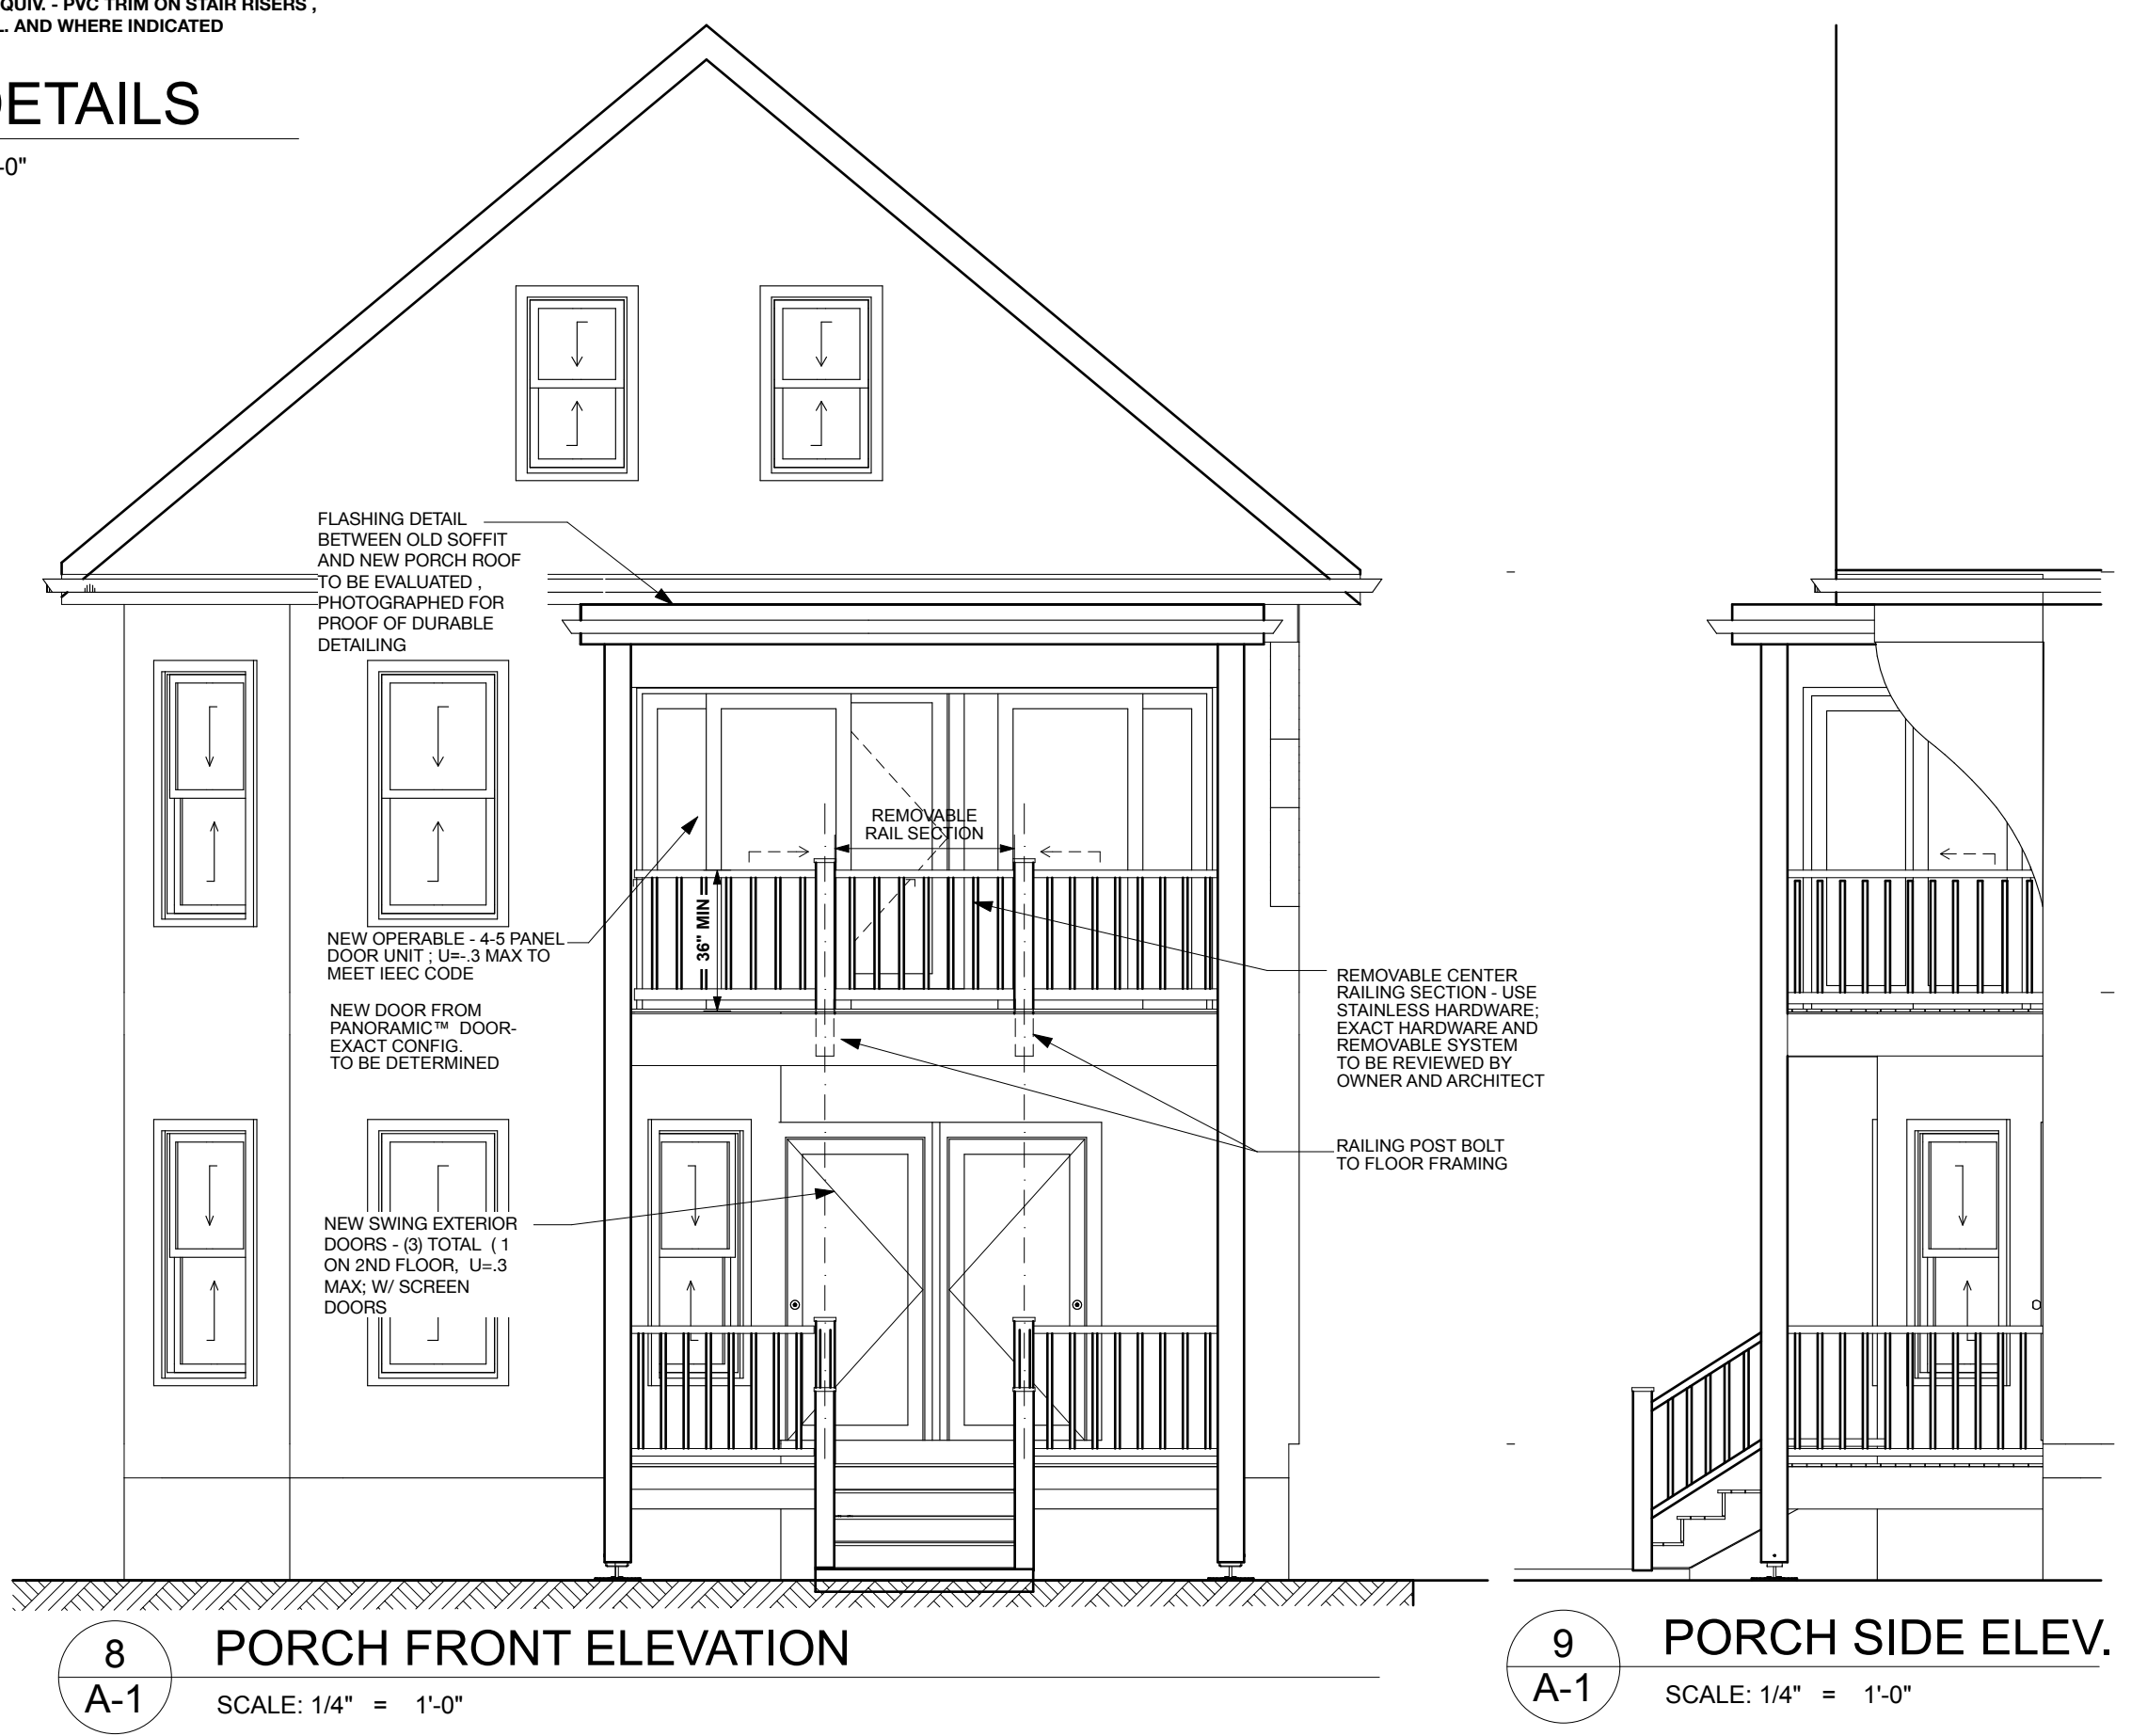 QUIV. - PVC TRIM ON STAIR RISERS ,
. AND WHERE INDICATED
DETAILS
-0"
FLASHING DETAIL
BETWEEN OLD SOFFIT
AND NEW PORCH ROOF
TO BE EVALUATED ,
PHOTOGRAPHED FOR
PROOF OF DURABLE
DETAILING
REMOVABLE
RAIL SECTION
36" MIN
NEW OPERABLE - 4-5 PANEL
DOOR UNIT ; U=-.3 MAX TO
MEET IEEC CODE
NEW DOOR FROM
PANORAMIC™ DOOR-
EXACT CONFIG.
TO BE DETERMINED
REMOVABLE CENTER
RAILING SECTION - USE
STAINLESS HARDWARE;
EXACT HARDWARE AND
REMOVABLE SYSTEM
TO BE REVIEWED BY
OWNER AND ARCHITECT
RAILING POST BOLT
TO FLOOR FRAMING
NEW SWING EXTERIOR
DOORS - (3) TOTAL ( 1
ON 2ND FLOOR, U=.3
MAX; W/ SCREEN
DOORS
8
A-1
PORCH FRONT ELEVATION
SCALE: 1/4" = 1'-0"
9
A-1
PORCH SIDE ELEV.
SCALE: 1/4" = 1'-0"